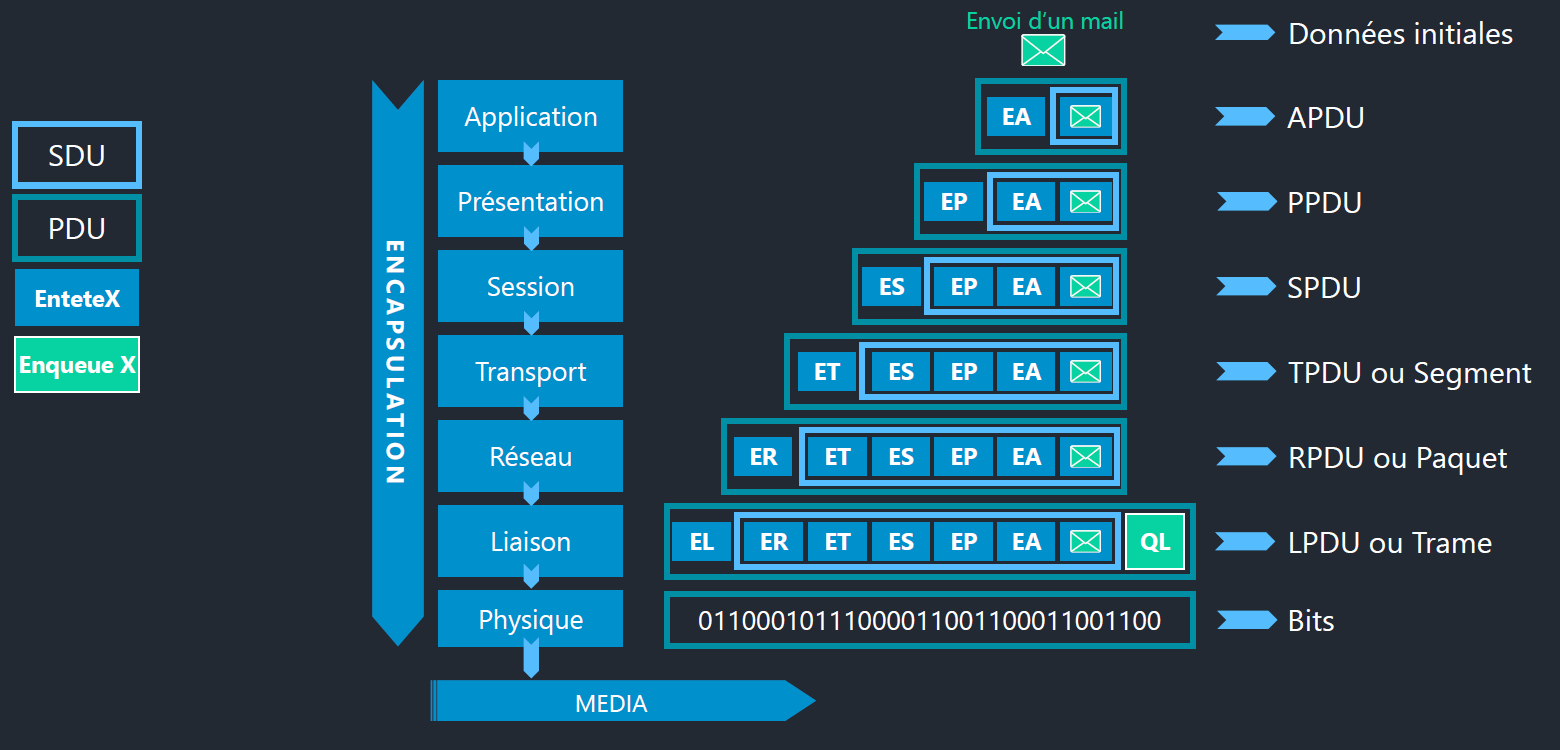 Envoi d'un mail
Données initiales
SDU
PDU
EnteteX
Enqueue X
ENCAPSULATION
Application
EA
APDU
Présentation
EP EA
PPDU
Session
ES EP EA
SPDU
Transport
ET ES EP EA
TPDU ou Segment
Réseau
ER ET ES EP EA
RPDU ou Paquet
Liaison
EL ER ET ES EP EA QL
LPDU ou Trame
Physique
01100010111000011001100011001100
Bits
MEDIA